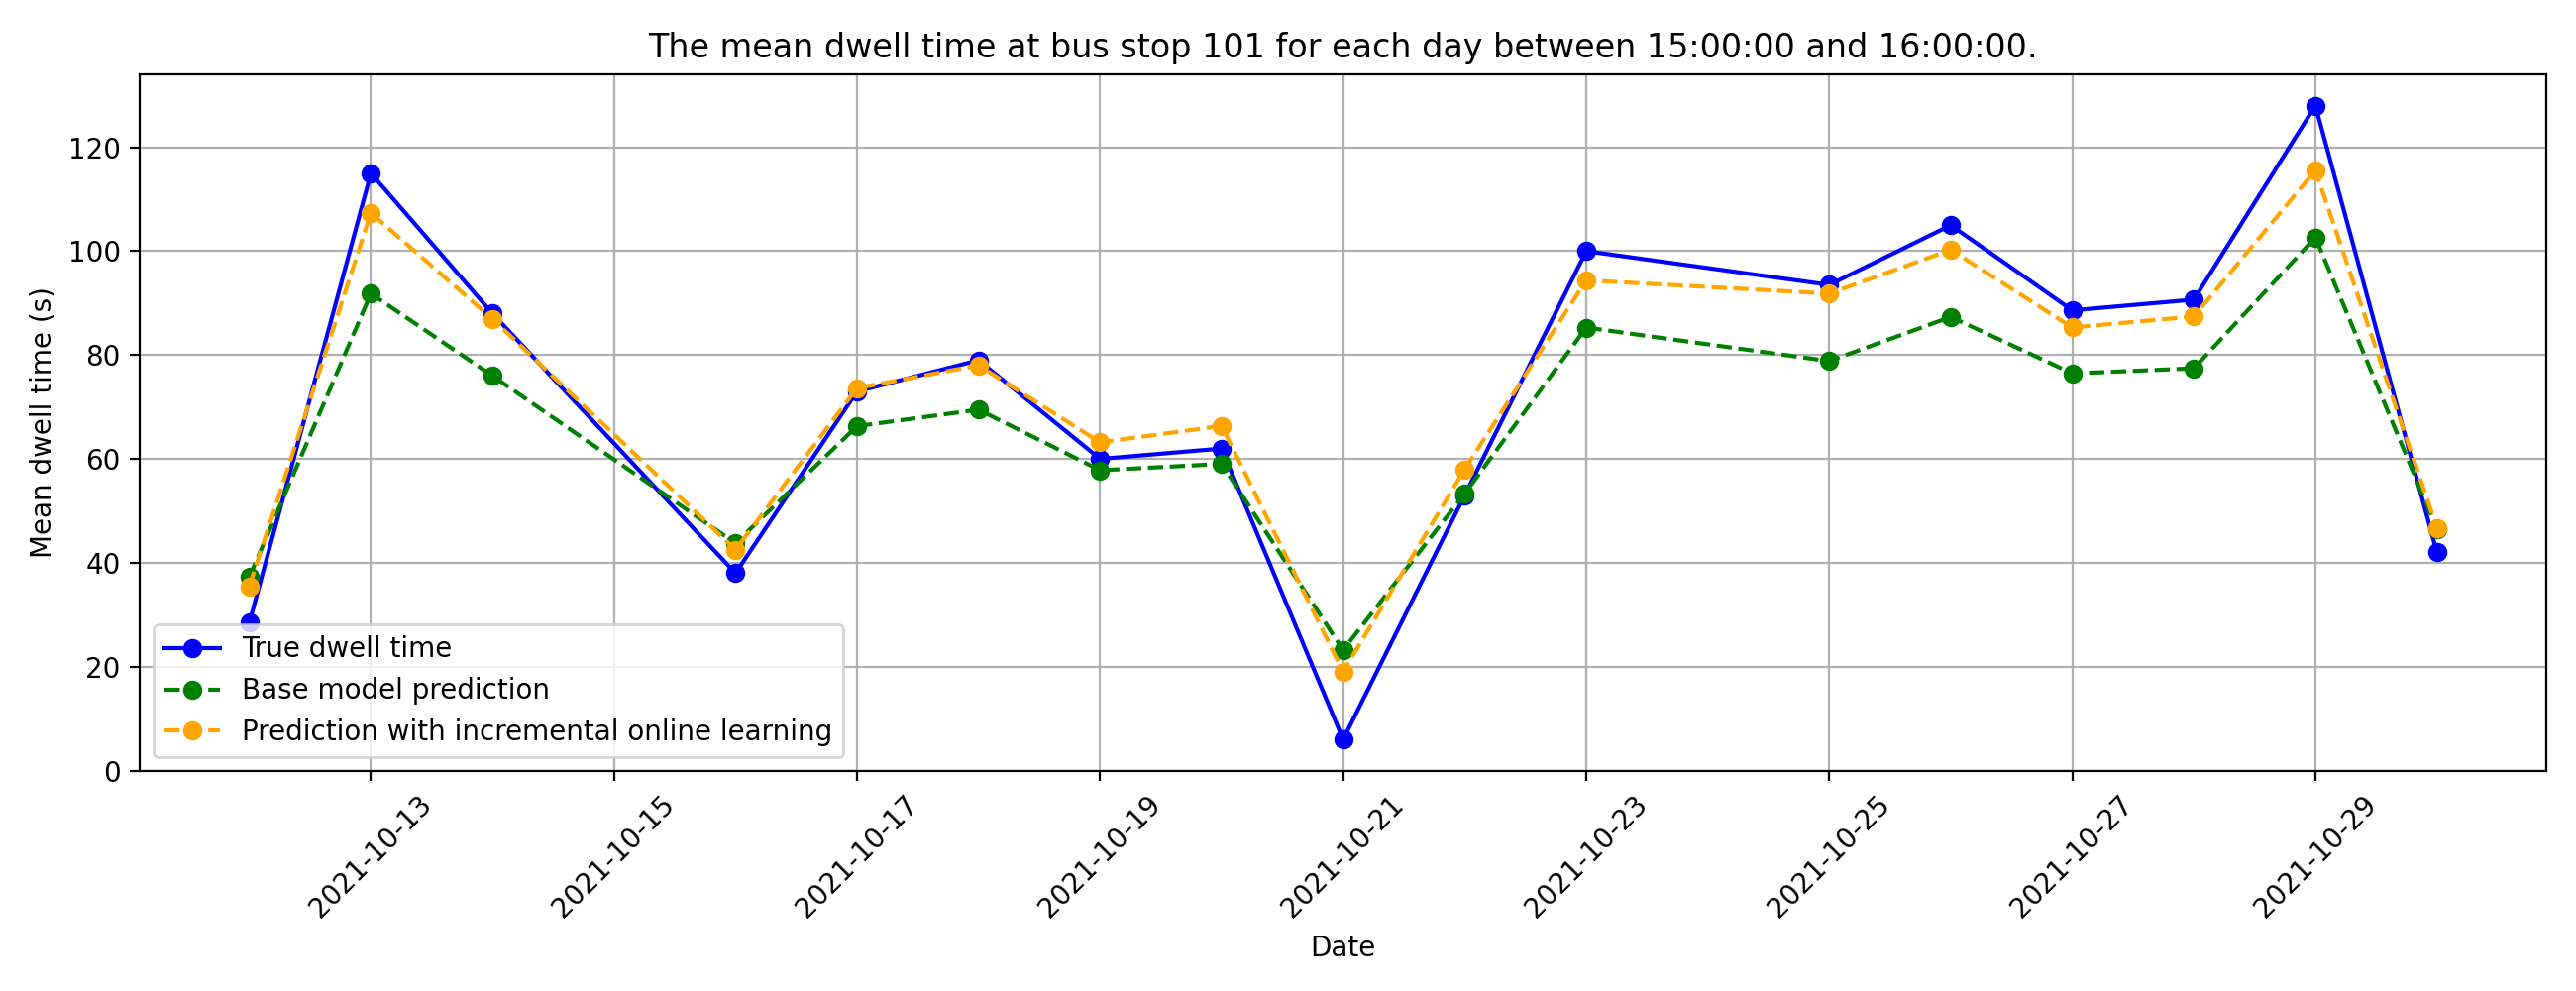 The mean dwell time at bus stop 101 for each day between 15:00:00 and 16:00:00.
Mean dwell time (s)
120
100
80
60
40
20
0
True dwell time
Base model prediction
Prediction with incremental online learning
2021-10-13
2021-10-15
2021-10-17
2021-10-19
2021-10-21
2021-10-23
2021-10-25
2021-10-27
2021-10-29
Date